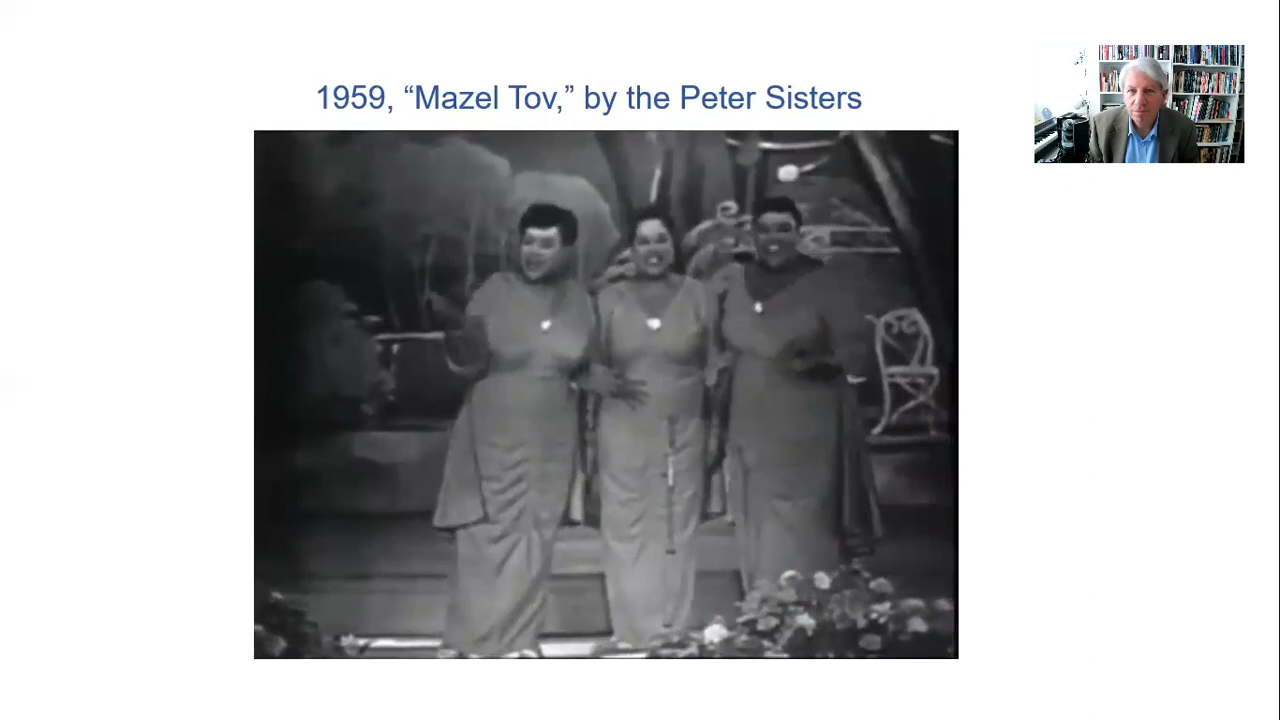 1959, “Mazel Tov,” by the Peter Sisters